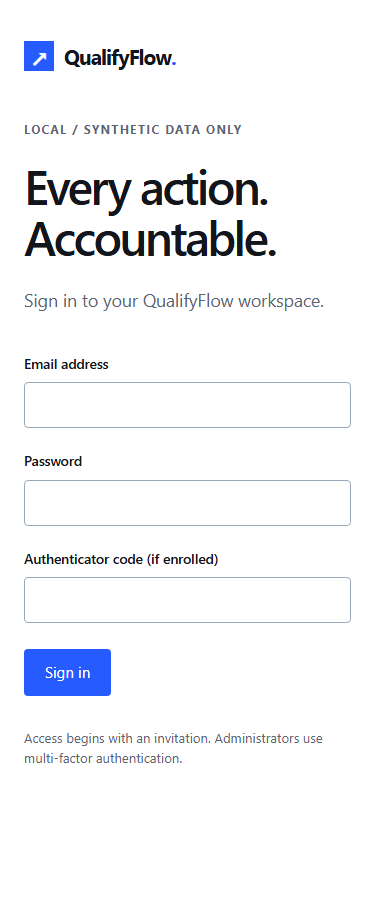 QualifyFlow.
LOCAL / SYNTHETIC DATA ONLY
Every action.
Accountable.
Sign in to your QualifyFlow workspace.
Email address
Password
Authenticator code (if enrolled)
Sign in
Access begins with an invitation. Administrators use
multi-factor authentication.